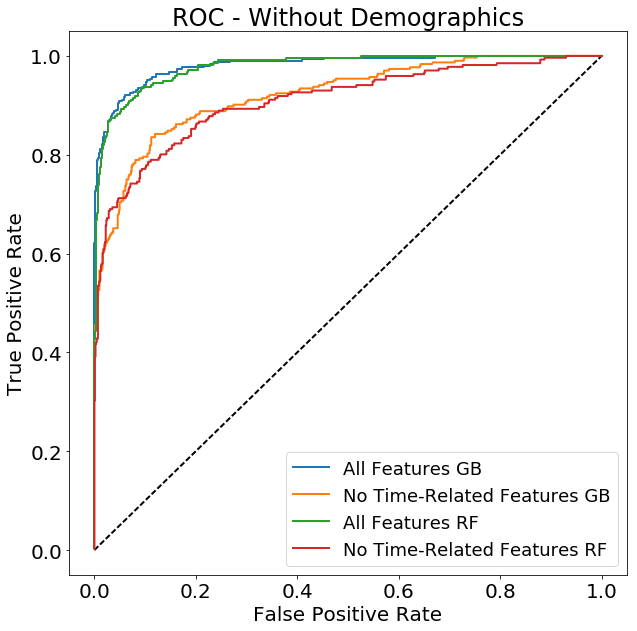 ROC - Without Demographics
True Positive Rate
1.0
0.8
0.6
0.4
0.2
0.0
All Features GB
No Time-Related Features GB
All Features RF
No Time-Related Features RF
0.0 0.2 0.4 0.6 0.8 1.0
False Positive Rate